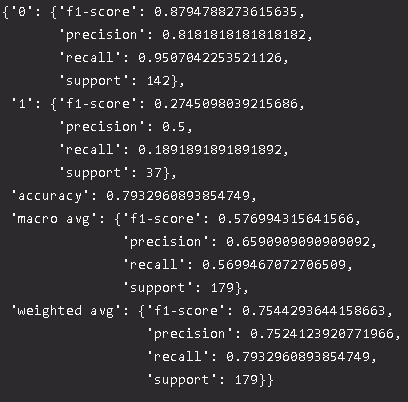 {'0': {'f1-score': 0.8794788273615635,
'precision': 0.8181818181818182,
'recall': 0.9507042253521126,
'support': 142},
'1': {'f1-score': 0.2745098039215686,
'precision': 0.5,
'recall': 0.1891891891891892,
'support': 37},
'accuracy': 0.7932960893854749,
'macro avg': {'f1-score': 0.576994315641566,
'precision': 0.6590909090909092,
'recall': 0.5699467072706509,
'support': 179},
'weighted avg': {'f1-score': 0.7544293644158663,
'precision': 0.7524123920771966,
'recall': 0.7932960893854749,
'support': 179}}